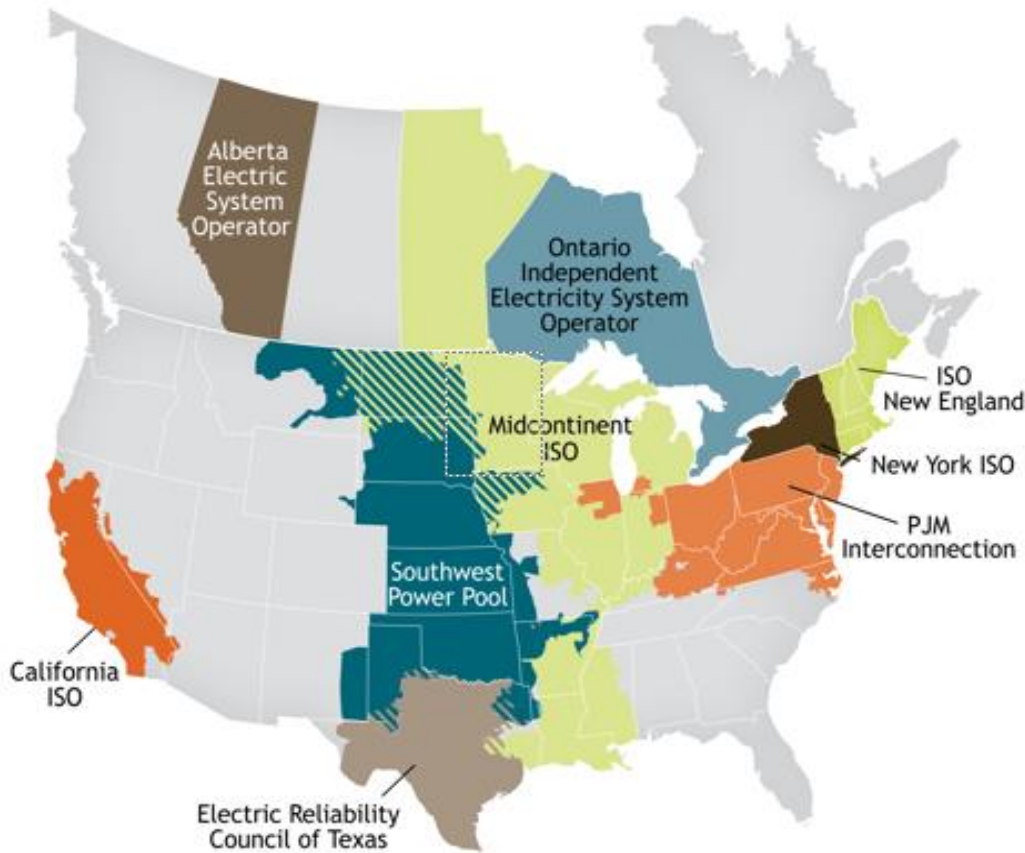 Alberta
Electric
System
Operator
Ontario
Independent
Electricity System
Operator
ISO
New England
Midcontinent
ISO
New York ISO
PJM
Interconnection
Southwest
Power Pool
California
ISO
Electric Reliability
Council of Texas